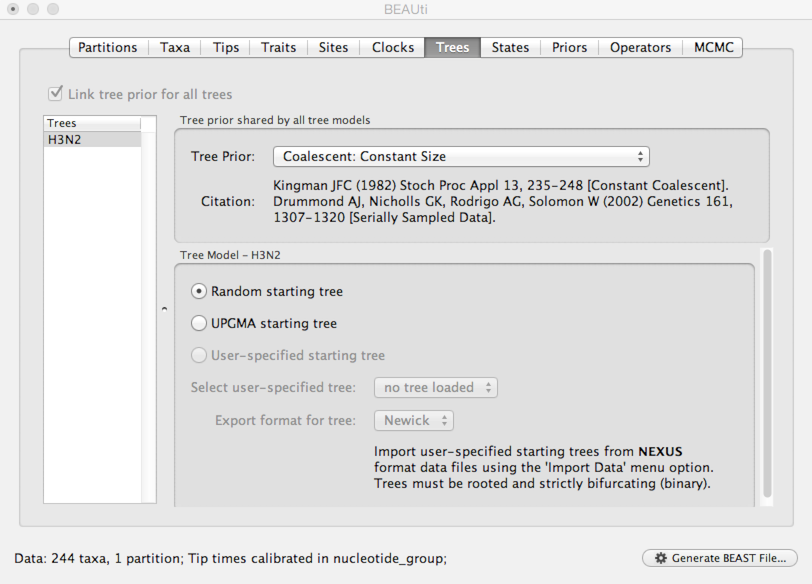 BEAUti
Partitions Taxa Tips Traits Sites Clocks Trees States Priors Operators MCMC
Link tree prior for all trees
Trees
H3N2
Tree prior shared by all tree models
Tree Prior: Coalescent: Constant Size
Citation: Kingman JFC (1982) Stoch Proc Appl 13, 235-248 [Constant Coalescent].
Drummond AJ, Nicholls GK, Rodrigo AG, Solomon W (2002) Genetics 161,
1307-1320 [Serially Sampled Data].
Tree Model - H3N2
Random starting tree
UPGMA starting tree
User-specified starting tree
Select user-specified tree: no tree loaded
Export format for tree: Newick
Import user-specified starting trees from NEXUS
format data files using the 'Import Data' menu option.
Trees must be rooted and strictly bifurcating (binary).
Data: 244 taxa, 1 partition; Tip times calibrated in nucleotide_group;
Generate BEAST File...